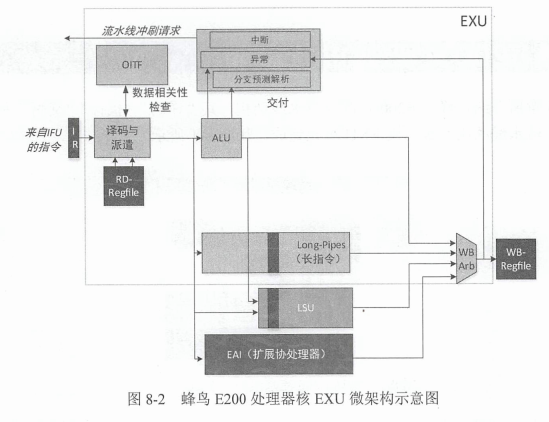 EXU
流水线冲刷请求
中断
异常
分支预测解析
交付
OITF
数据相关性
检查
来自IFU
的指令
I
R
译码与
派遣
ALU
RD-
Regfile
Long-Pipes
（长指令）
WB
Arb
WB-
Regfile
LSU
EAI（扩展协处理器）
图 8-2 蜂鸟 E200 处理器核 EXU 微架构示意图